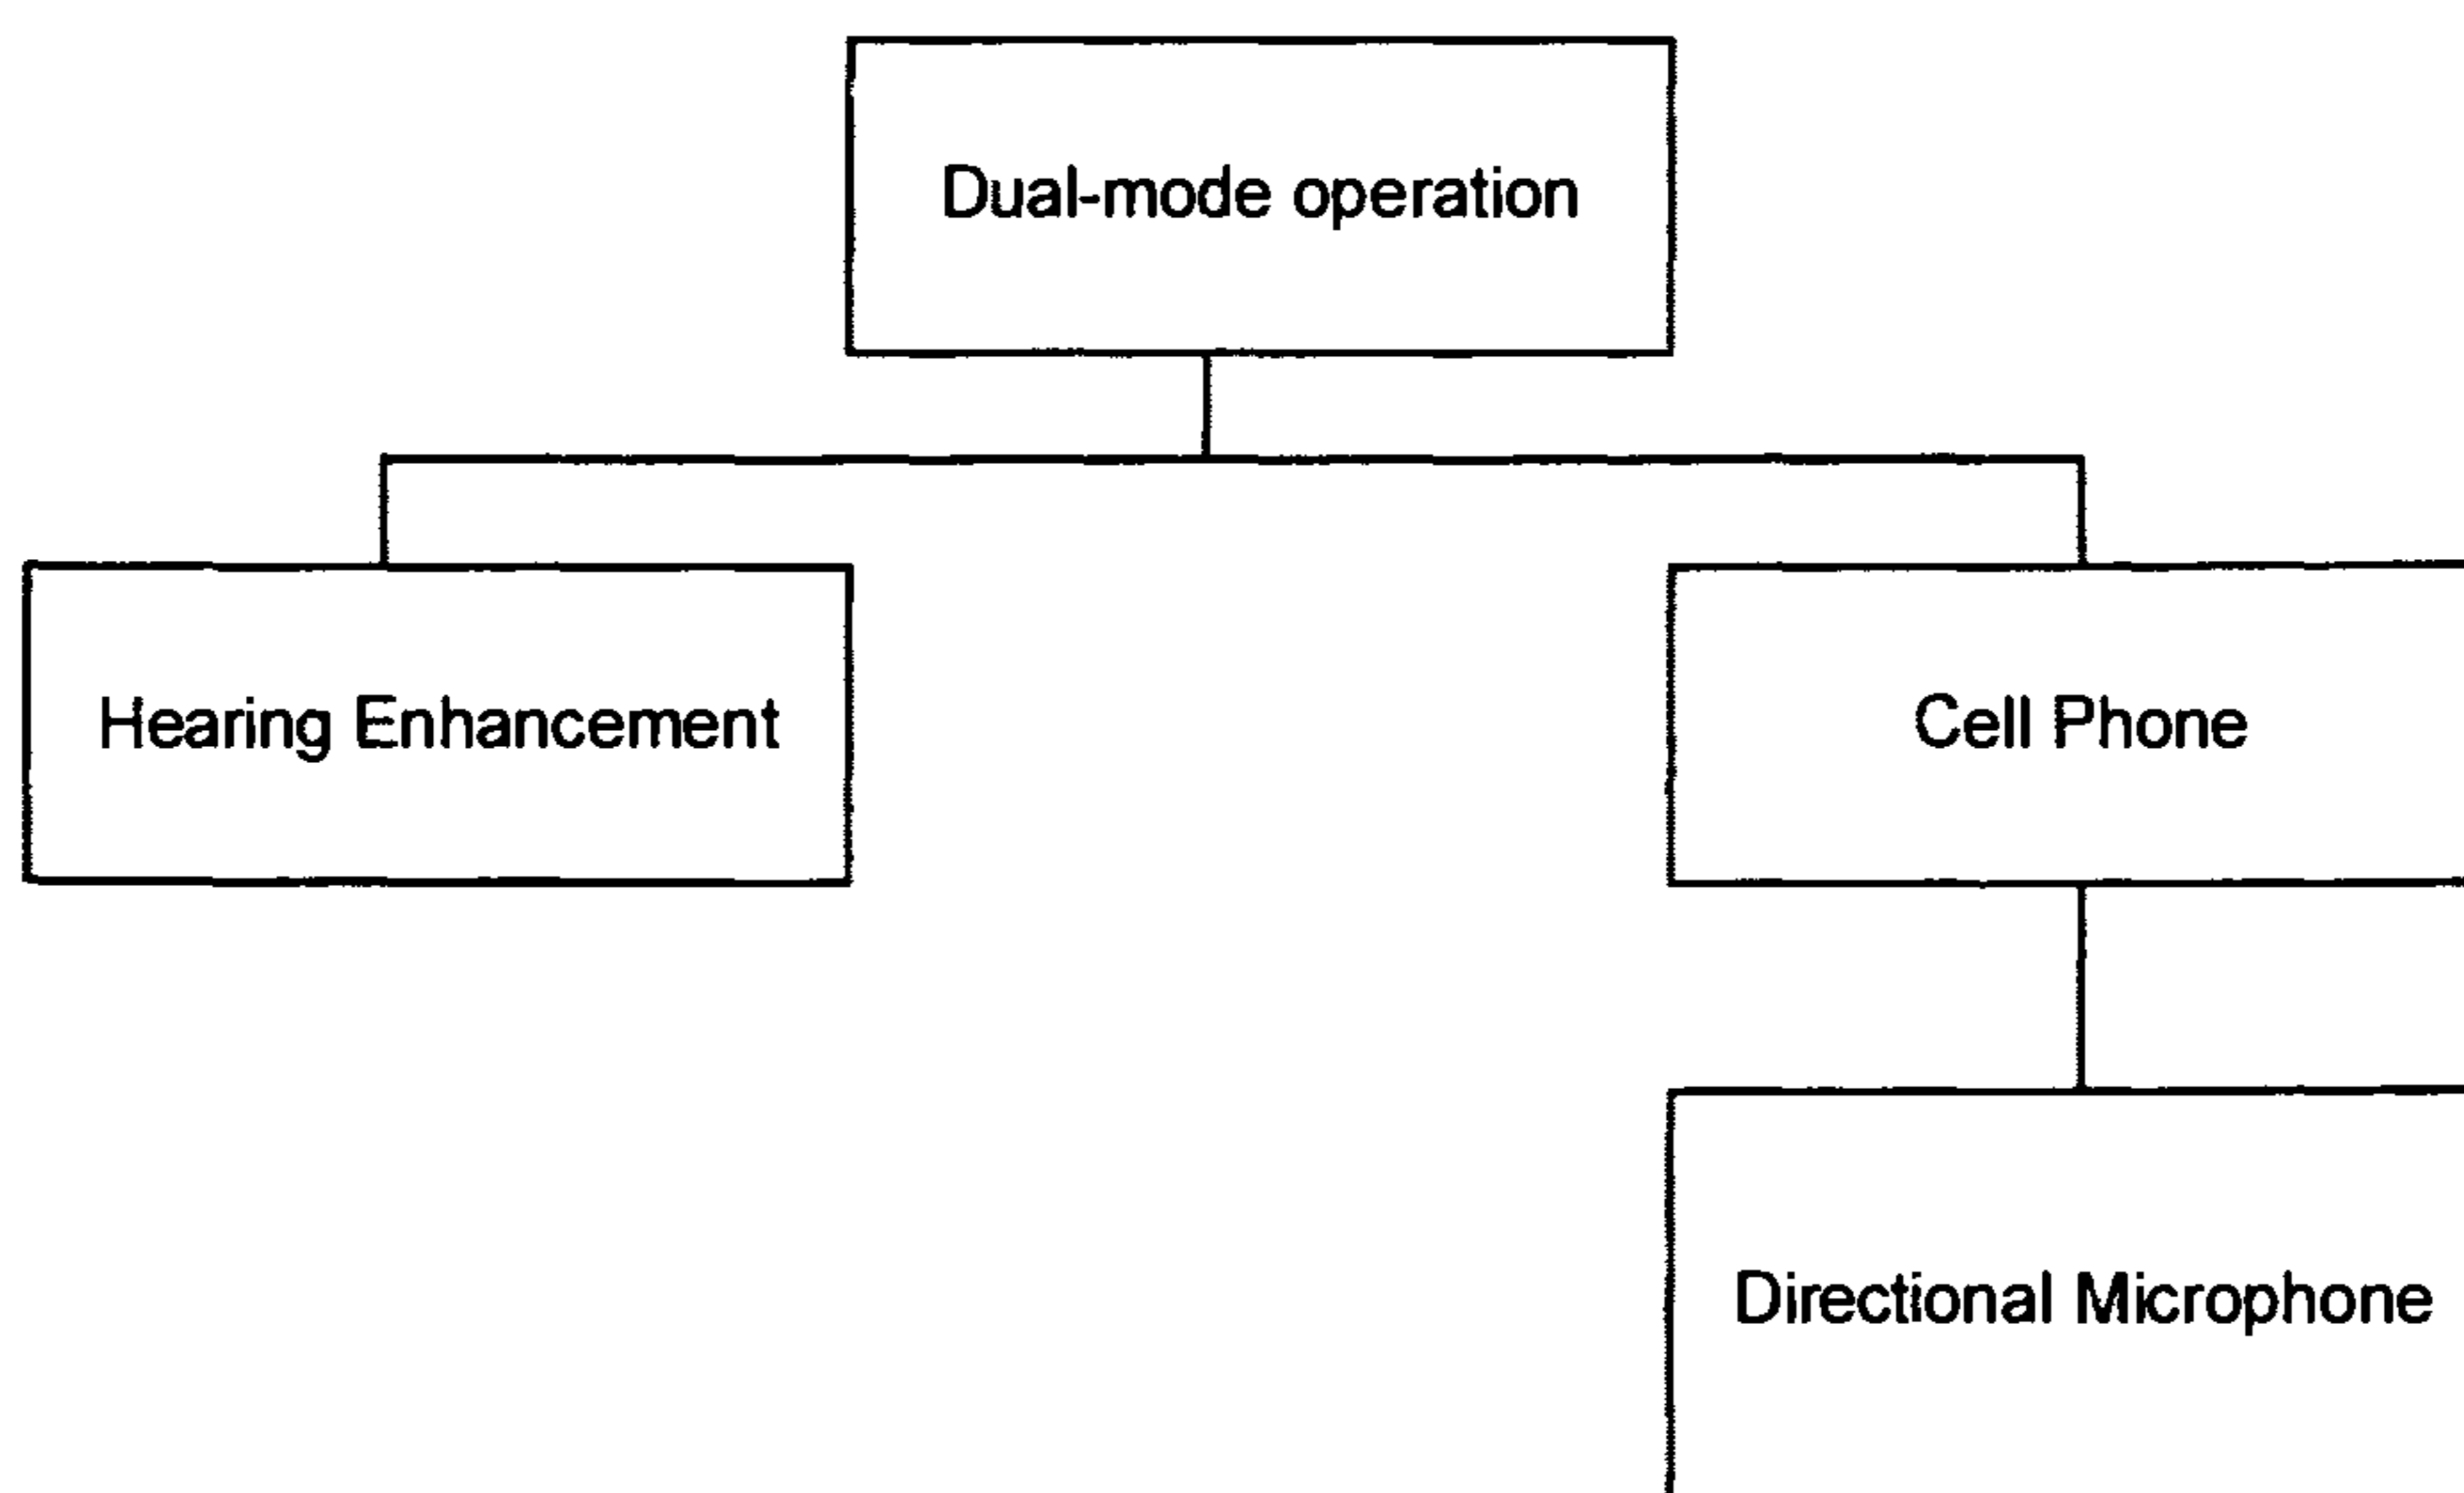 Dual-mode operation
Hearing Enhancement
Cell Phone
Directional Microphone